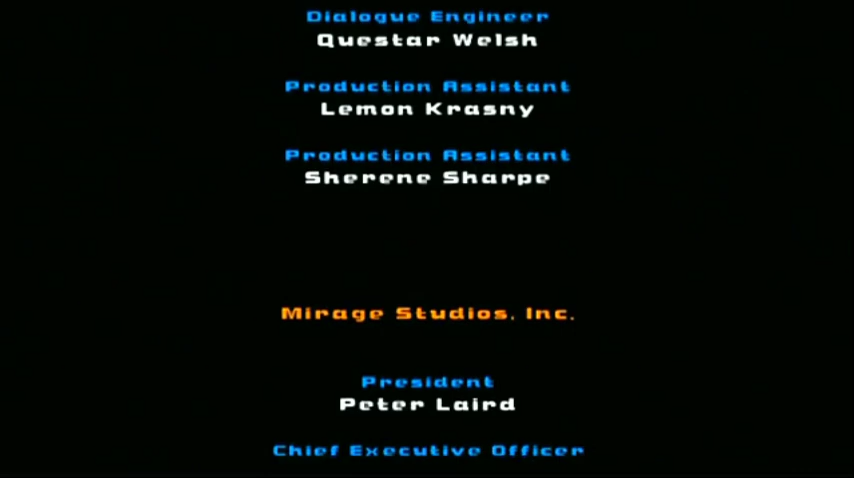 Dialogue Engineer
Questar Welsh
Production Assistant
Lemon Krasny
Production Assistant
Sherene Sharpe
Mirage Studios, Inc.
President
Peter Laird
Chief Executive Officer